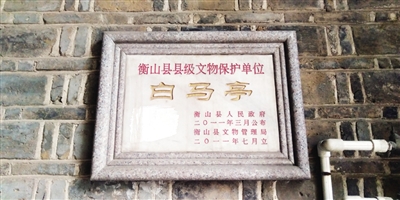 衡山县县级文物保护单位
白马亭
衡山县人民政府
二〇一一年三月公布
衡山县文物管理局
二〇一一年七月立